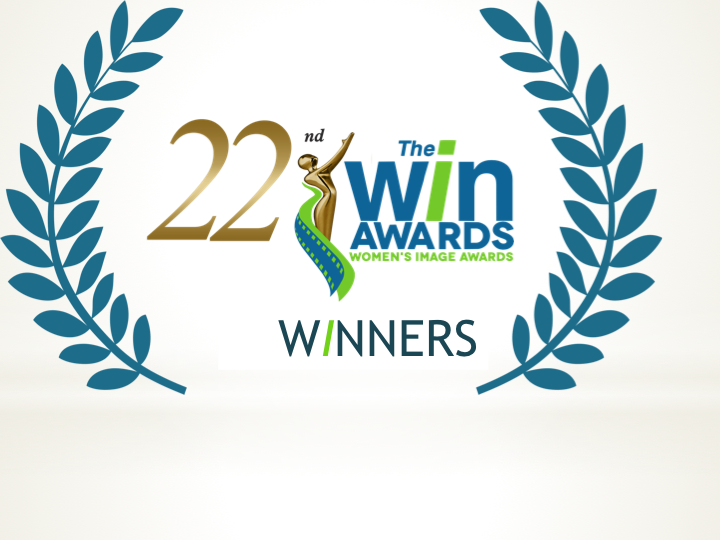 22nd
The
win
AWARDS
WOMEN'S IMAGE AWARDS
WINNERS